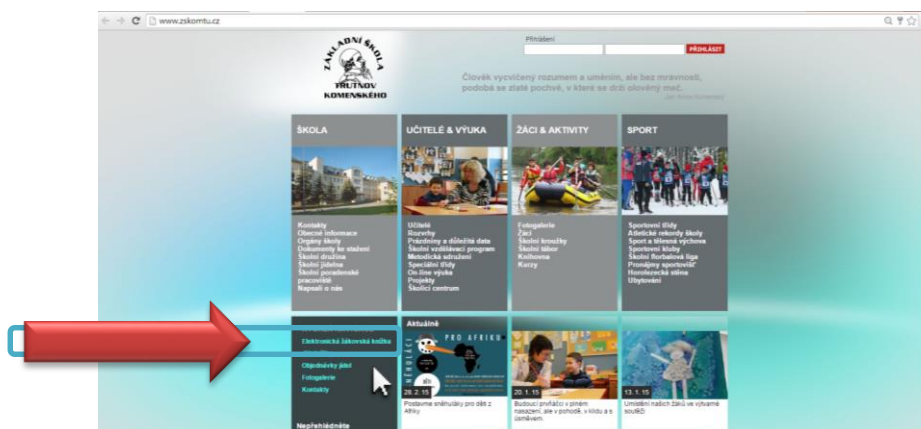 www.zskomtu.cz
ZÁKLADNÍ ŠKOLA
TRUTNOV
KOMENSKÉHO
Přihlášení
PŘIHLÁSIT
Člověk vycvičený rozumem a uměním, ale bez mravnosti,
podobá se zlaté pochvě, v které se drží olověný meč.
Jan Amos Komenský
ŠKOLA
Kontakty
Obecné informace
Orgány školy
Dokumenty ke stažení
Školní družina
Školní jídelna
Školní poradenské
pracoviště
Napsali o nás
UČITELÉ & VÝUKA
Učitelé
Rozvrhy
Prázdniny a důležitá data
Školní vzdělávací program
Metodická sdružení
Speciální třídy
On-line výuka
Projekty
Školicí centrum
ŽÁCI & AKTIVITY
Fotogalerie
Žáci
Školní kroužky
Školní tábor
Knihovna
Kurzy
SPORT
Sportovní třídy
Atletické rekordy školy
Sport a tělesná výchova
Sportovní kluby
Školní florbalová liga
Pronájmy sportovišť
Horolezecká stěna
Ubytování
Elektronická žákovská knížka
Objednávky jídel
Fotogalerie
Kontakty
Nepřehlédněte
Aktuálně
PRO AFRIKU
28. 2. 15
Postavme sněhuláky pro děti z
Afriky
20. 1. 15
Budoucí prvňáčci v plném
nasazení, ale v pohodě, v klidu a s
úsměvem.
13. 1. 15
Umístění našich žáků ve výtvarné
soutěži